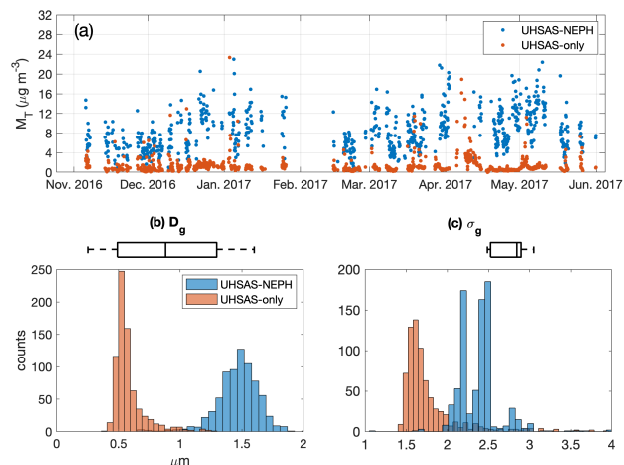 (a)
UHSAS-NEPH
UHSAS-only
M_T (μg m⁻³)
32
28
24
20
16
12
8
4
0
Nov. 2016 Dec. 2016 Jan. 2017 Feb. 2017 Mar. 2017 Apr. 2017 May. 2017 Jun. 2017
(b) D_g
(c) σ_g
UHSAS-NEPH
UHSAS-only
counts
250
200
150
100
50
0
0 0.5 1 1.5 2
μm
200
150
100
50
0
1 1.5 2 2.5 3 3.5 4